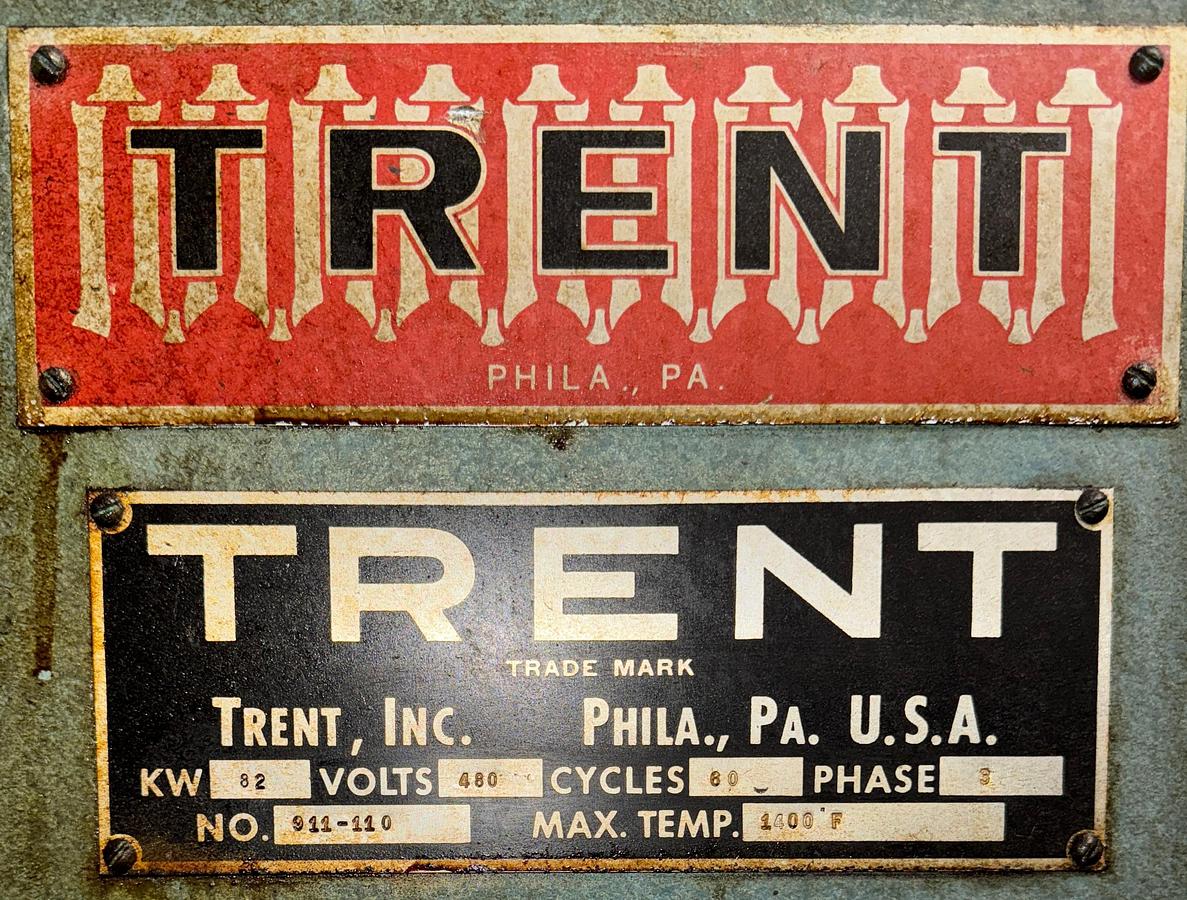 TRENT
PHILA., PA.
TRENT
TRADE MARK
TRENT, INC. PHILA., PA. U.S.A.
KW 82 VOLTS 480 CYCLES 60 PHASE 3
NO. 911-110 MAX. TEMP. 1400°F